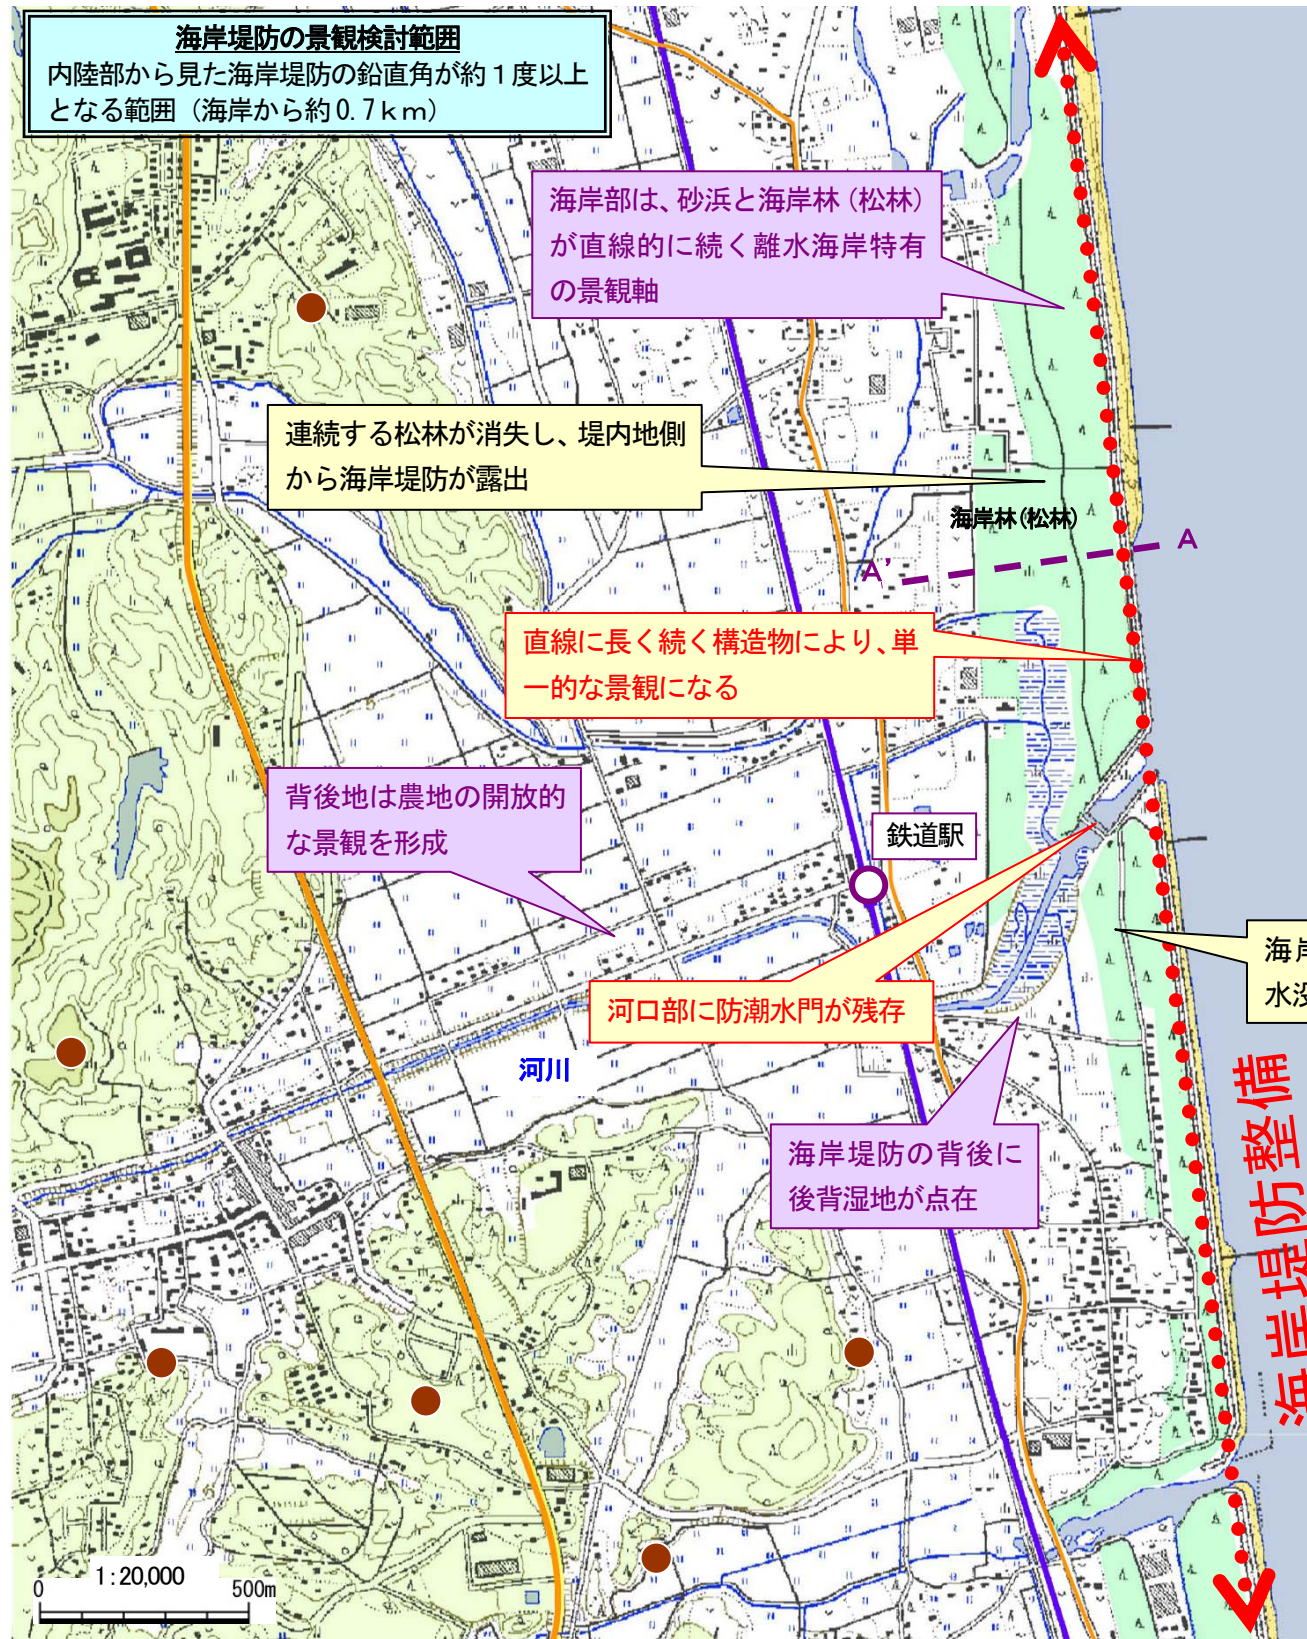 海岸堤防の景観検討範囲
内陸部から見た海岸堤防の鉛直角が約1度以上
となる範囲（海岸から約0.7km）
海岸部は、砂浜と海岸林（松林）
が直線的に続く離水海岸特有
の景観軸
連続する松林が消失し、堤内地側
から海岸堤防が露出
海岸林(松林)
A
A'
直線に長く続く構造物により、単
一的な景観になる
背後地は農地の開放的
な景観を形成
鉄道駅
海岸
水没
河口部に防潮水門が残存
河川
海岸堤防の背後に
後背湿地が点在
海岸堤防整備
1:20,000
0 500m